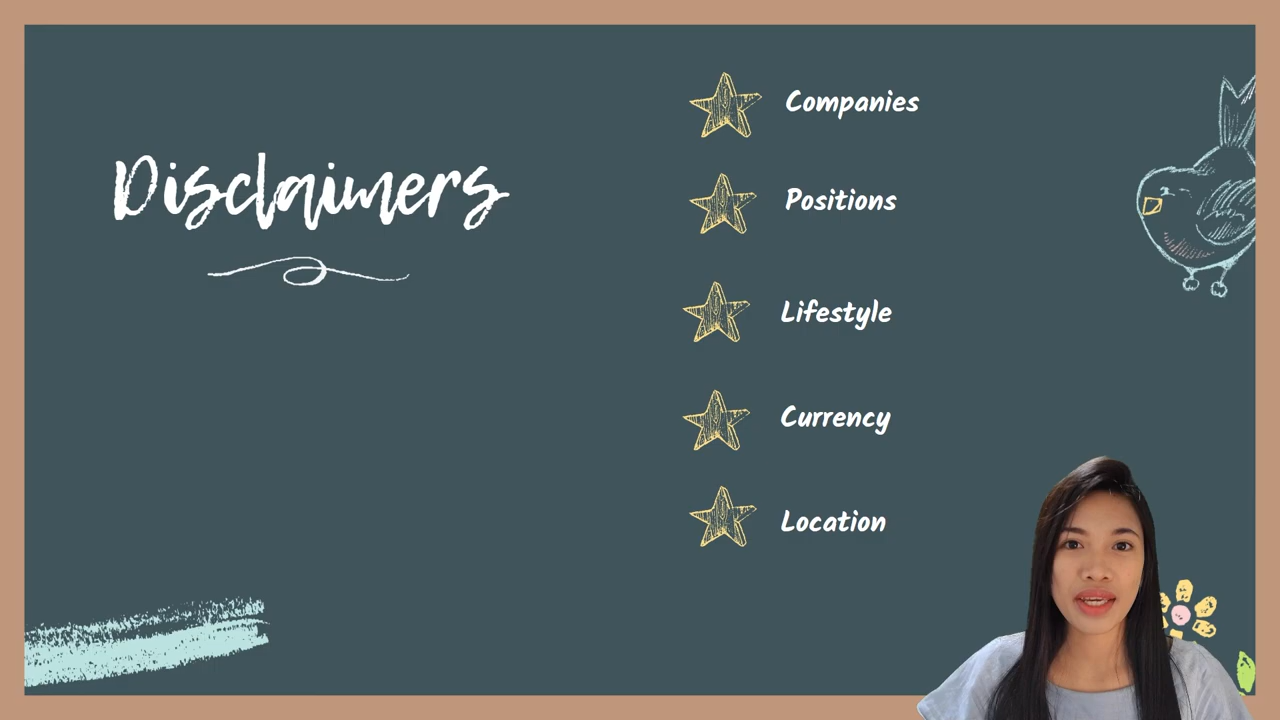 Disclaimers
Companies
Positions
Lifestyle
Currency
Location